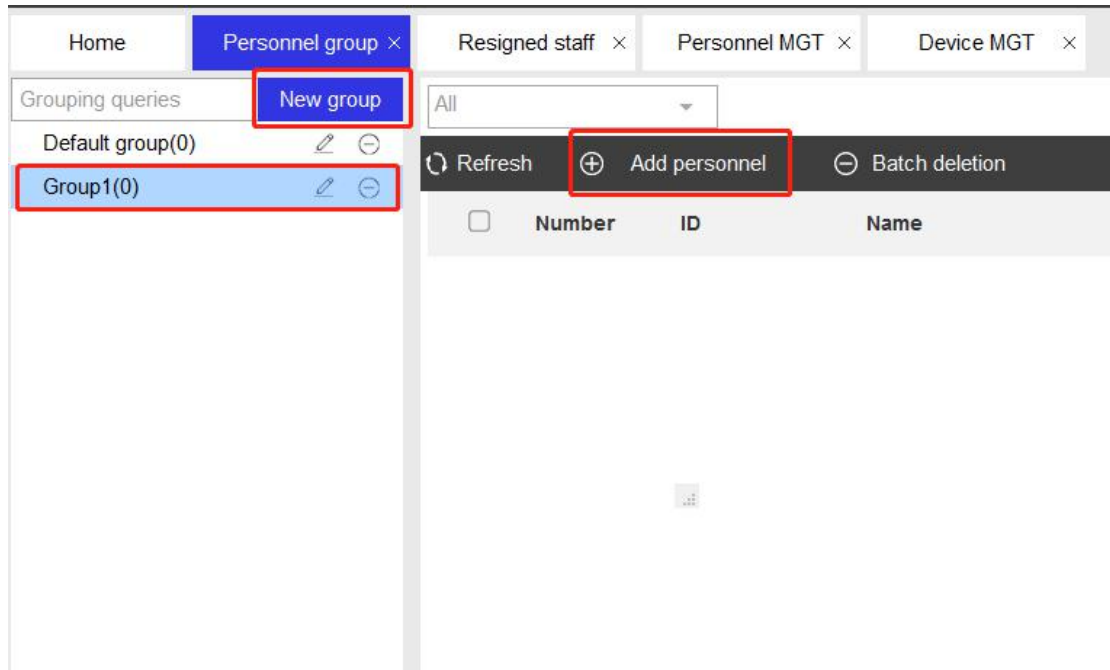 Home Personnel group × Resigned staff × Personnel MGT × Device MGT ×
Grouping queries New group All
Default group(0)
Group1(0)
Refresh Add personnel Batch deletion
Number ID Name